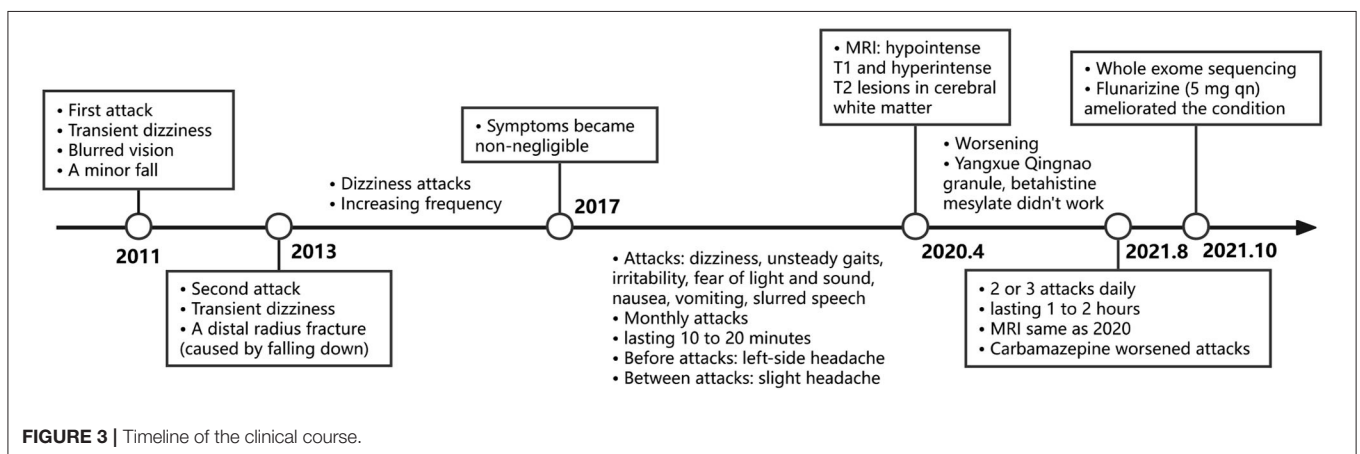 • First attack
• Transient dizziness
• Blurred vision
• A minor fall
2011
2013
• Second attack
• Transient dizziness
• A distal radius fracture
(caused by falling down)
• Dizziness attacks
• Increasing frequency
• Symptoms became
non-negligible
2017
• Attacks: dizziness, unsteady gaits,
irritability, fear of light and sound,
nausea, vomiting, slurred speech
• Monthly attacks
• lasting 10 to 20 minutes
• Before attacks: left-side headache
• Between attacks: slight headache
• MRI: hypointense
T1 and hyperintense
T2 lesions in cerebral
white matter
2020.4
• Worsening
• Yangxue Qingnao
granule, betahistine
mesylate didn't work
2021.8
• 2 or 3 attacks daily
• lasting 1 to 2 hours
• MRI same as 2020
• Carbamazepine worsened attacks
• Whole exome sequencing
• Flunarizine (5 mg qn)
ameliorated the condition
2021.10
FIGURE 3 | Timeline of the clinical course.